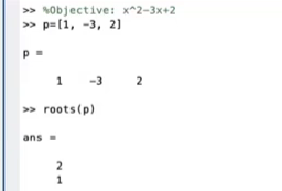 >> %Objective: x^2-3x+2
>> p=[1, -3, 2]
p =
1 -3 2
>> roots(p)
ans =
2
1